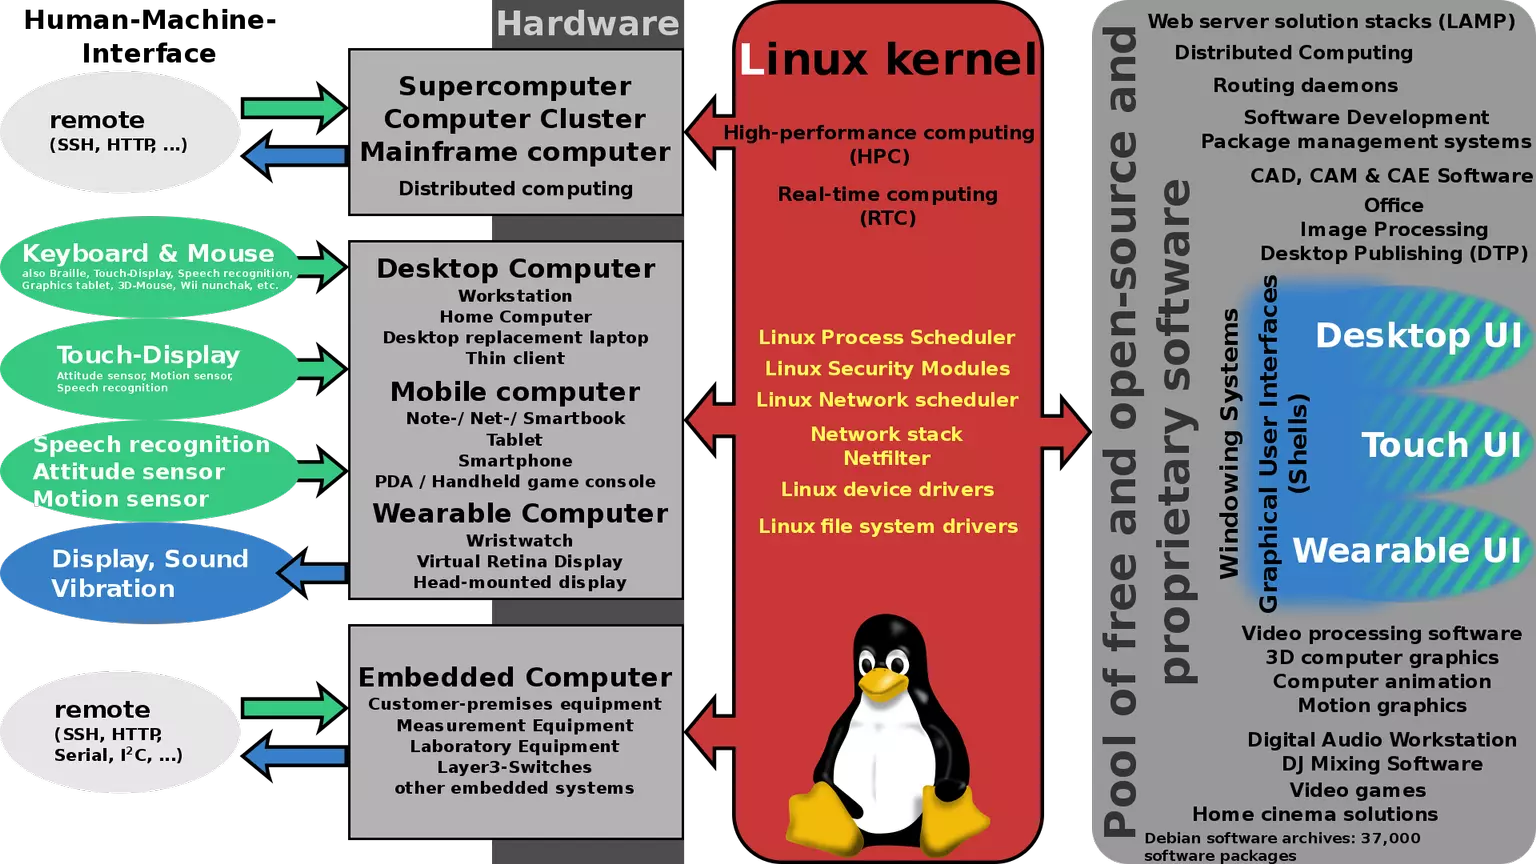 Human-Machine-
Interface
remote
(SSH, HTTP, ...)
Keyboard & Mouse
also Braille, Touch-Display, Speech recognition,
Graphics tablet, 3D-Mouse, Wii nunchak, etc.
Touch-Display
Attitude sensor, Motion sensor,
Speech recognition
Speech recognition
Attitude sensor
Motion sensor
Display, Sound
Vibration
remote
(SSH, HTTP,
Serial, I²C, ...)
Hardware
Supercomputer
Computer Cluster
Mainframe computer
Distributed computing
Desktop Computer
Workstation
Home Computer
Desktop replacement laptop
Thin client
Mobile computer
Note-/ Net-/ Smartbook
Tablet
Smartphone
PDA / Handheld game console
Wearable Computer
Wristwatch
Virtual Retina Display
Head-mounted display
Embedded Computer
Customer-premises equipment
Measurement Equipment
Laboratory Equipment
Layer3-Switches
other embedded systems
Linux kernel
High-performance computing
(HPC)
Real-time computing
(RTC)
Linux Process Scheduler
Linux Security Modules
Linux Network scheduler
Network stack
Netfilter
Linux device drivers
Linux file system drivers
Pool of free and open-source and
proprietary software
Web server solution stacks (LAMP)
Distributed Computing
Routing daemons
Software Development
Package management systems
CAD, CAM & CAE Software
Office
Image Processing
Desktop Publishing (DTP)
Windowing Systems
Graphical User Interfaces
(Shells)
Desktop UI
Touch UI
Wearable UI
Video processing software
3D computer graphics
Computer animation
Motion graphics
Digital Audio Workstation
DJ Mixing Software
Video games
Home cinema solutions
Debian software archives: 37,000
software packages